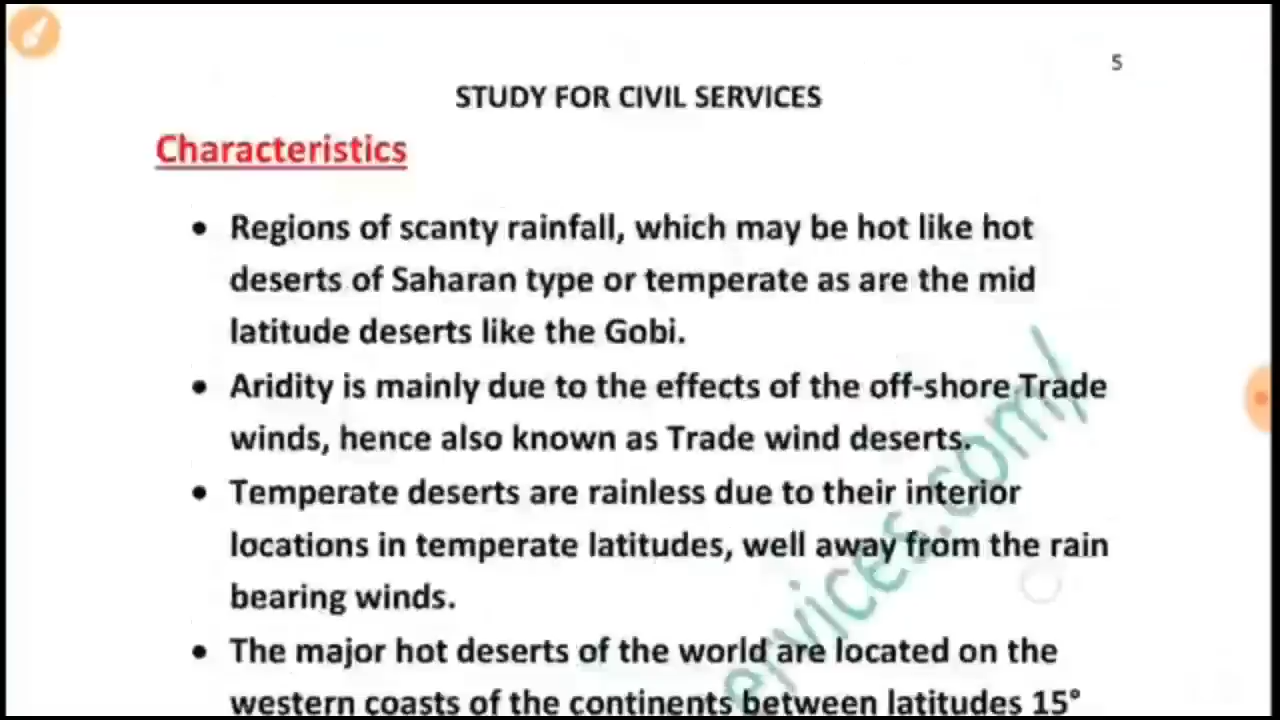 5
STUDY FOR CIVIL SERVICES
Characteristics
• Regions of scanty rainfall, which may be hot like hot
deserts of Saharan type or temperate as are the mid
latitude deserts like the Gobi.
• Aridity is mainly due to the effects of the off-shore Trade
winds, hence also known as Trade wind deserts.
• Temperate deserts are rainless due to their interior
locations in temperate latitudes, well away from the rain
bearing winds.
• The major hot deserts of the world are located on the
western coasts of the continents between latitudes 15°
ervices.com/